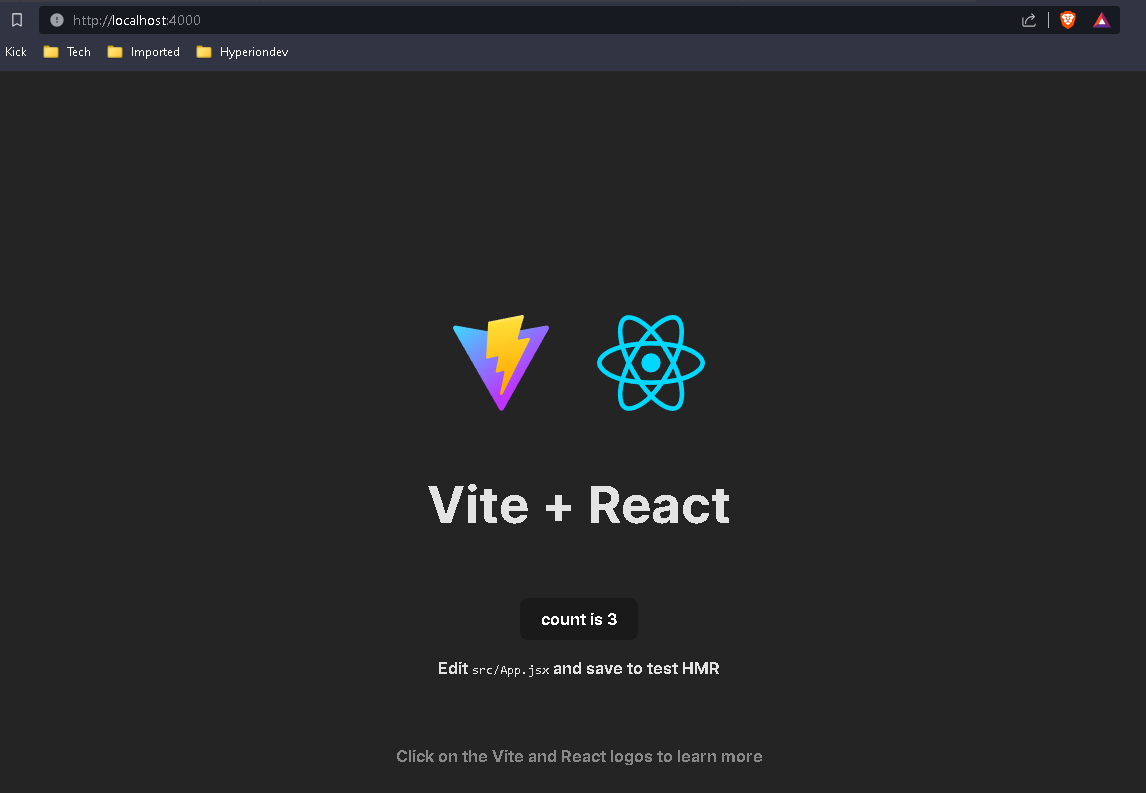 http://localhost:4000
Kick Tech Imported Hyperiondev
Vite + React
count is 3
Edit src/App.jsx and save to test HMR
Click on the Vite and React logos to learn more